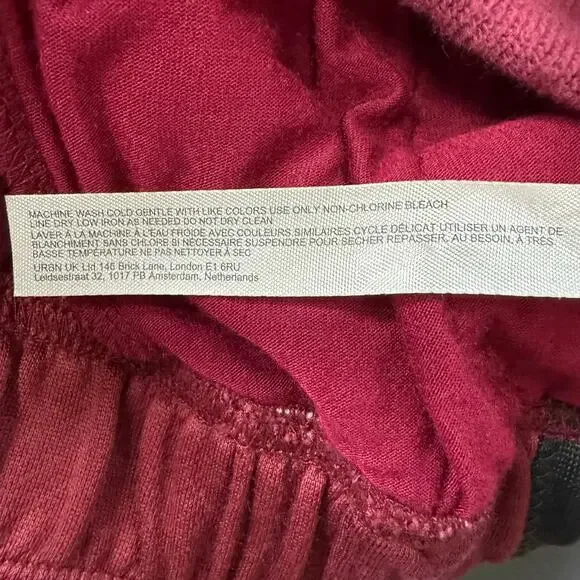 MACHINE WASH COLD GENTLE WITH LIKE COLORS USE ONLY NON-CHLORINE BLEACH
LINE DRY LOW IRON AS NEEDED DO NOT DRY CLEAN
LAVER À LA MACHINE À L'EAU FROIDE AVEC COULEURS SIMILAIRES CYCLE DÉLICAT UTILISER UN AGENT DE-
BLANCHIMENT SANS CHLORE SI NÉCESSAIRE SUSPENDRE POUR SECHER REPASSER, AU BESOIN, À TRÈS
BASSE TEMPÉRATURE NE PAS NETTOYER À SEC
URBN UK Ltd.146 Brick Lane, London E1 6RU
Leidsestraat 32, 1017 PB Amsterdam, Netherlands